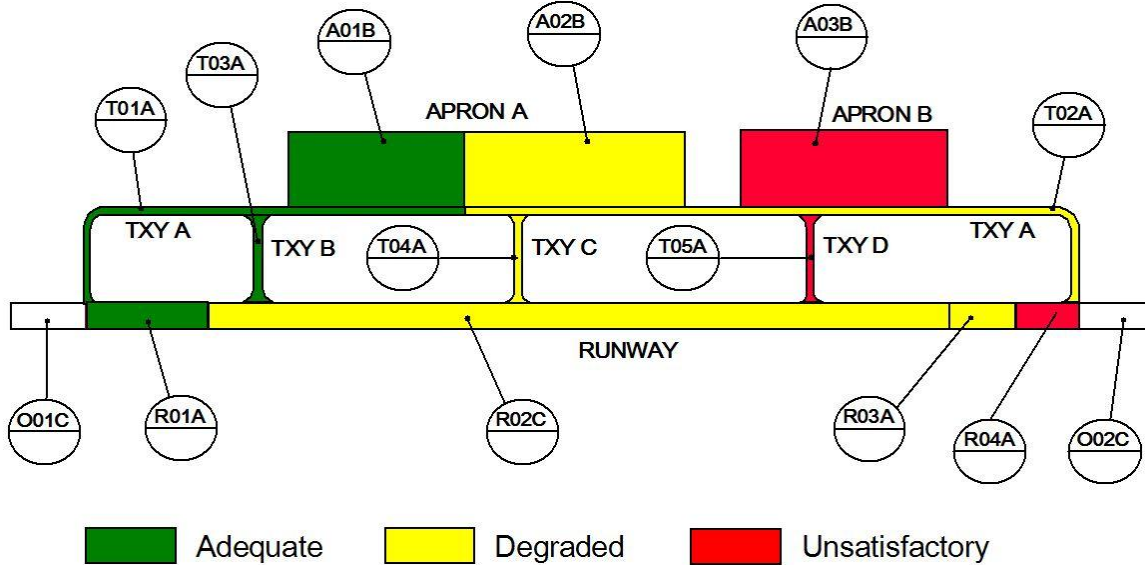 A01B
A02B
A03B
T03A
T01A
APRON A
APRON B
T02A
TXY A
TXY B
T04A
TXY C
T05A
TXY D
TXY A
RUNWAY
O01C
R01A
R02C
R03A
R04A
O02C
Adequate
Degraded
Unsatisfactory